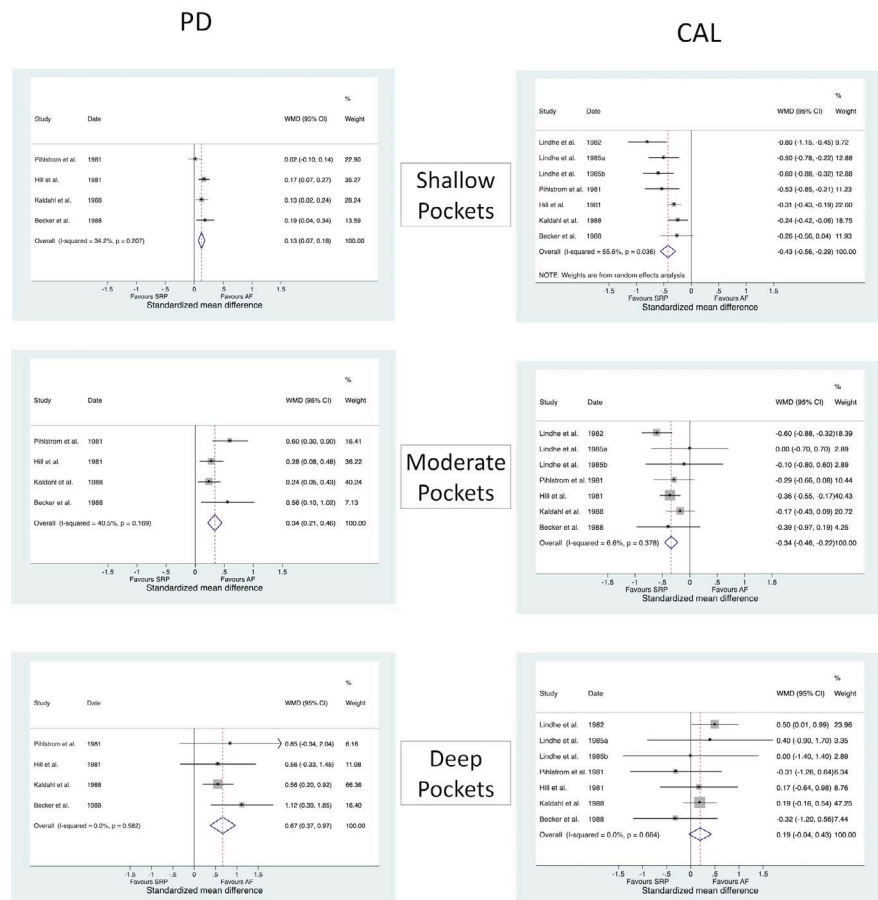 PD
CAL
%
Study Date WMD (95% CI) Weight
Pihlstrom et al. 1981 0.02 (-0.10, 0.14) 22.90
Hill et al. 1981 0.17 (0.07, 0.27) 35.27
Kaldahl et al. 1988 0.13 (0.02, 0.24) 28.24
Becker et al. 1988 0.19 (0.04, 0.34) 13.59
Overall (I-squared = 34.2%, p = 0.207) 0.13 (0.07, 0.18) 100.00
-1.5 -1 -.5 0 .5 1 1.5
Favours SRP Favours AF
Standardized mean difference
Shallow
Pockets
%
Study Date WMD (95% CI) Weight
Lindhe et al. 1982 -0.80 (-1.15, -0.45) 9.72
Lindhe et al. 1985a -0.50 (-0.78, -0.22) 12.88
Lindhe et al. 1985b -0.60 (-0.88, -0.32) 12.88
Pihlstrom et al. 1981 -0.53 (-0.85, -0.21) 11.23
Hill et al. 1981 -0.31 (-0.43, -0.19) 22.60
Kaldahl et al. 1988 -0.24 (-0.42, -0.06) 18.75
Becker et al. 1988 -0.26 (-0.56, 0.04) 11.93
Overall (I-squared = 55.6%, p = 0.036) -0.43 (-0.56, -0.29) 100.00
NOTE: Weights are from random effects analysis
-1.5 -1 -.5 0 .5 1 1.5
Favours SRP Favours AF
Standardized mean difference
%
Study Date WMD (95% CI) Weight
Pihlstrom et al. 1981 0.60 (0.30, 0.90) 16.41
Hill et al. 1981 0.28 (0.08, 0.48) 36.22
Kaldahl et al. 1988 0.24 (0.05, 0.43) 40.24
Becker et al. 1988 0.56 (0.10, 1.02) 7.13
Overall (I-squared = 40.5%, p = 0.169) 0.34 (0.21, 0.46) 100.00
-1.5 -1 -.5 0 .5 1 1.5
Favours SRP Favours AF
Standardized mean difference
Moderate
Pockets
%
Study Date WMD (95% CI) Weight
Lindhe et al. 1982 -0.60 (-0.88, -0.32)18.39
Lindhe et al. 1985a 0.00 (-0.70, 0.70) 2.89
Lindhe et al. 1985b -0.10 (-0.80, 0.60) 2.89
Pihlstrom et al. 1981 -0.29 (-0.66, 0.08) 10.44
Hill et al. 1981 -0.36 (-0.55, -0.17)40.43
Kaldahl et al. 1988 -0.17 (-0.43, 0.09) 20.72
Becker et al. 1988 -0.39 (-0.97, 0.19) 4.25
Overall (I-squared = 6.6%, p = 0.378) -0.34 (-0.46, -0.22)100.00
-1.5 -1 -.5 0 .5 1 1.5
Favours SRP Favours AF
Standardized mean difference
%
Study Date WMD (95% CI) Weight
Pihlstrom et al. 1981 0.85 (-0.34, 2.04) 6.16
Hill et al. 1981 0.56 (-0.33, 1.45) 11.08
Kaldahl et al. 1988 0.56 (0.20, 0.92) 66.36
Becker et al. 1988 1.12 (0.39, 1.85) 16.40
Overall (I-squared = 0.0%, p = 0.582) 0.67 (0.37, 0.97) 100.00
-1.5 -1 -.5 0 .5 1 1.5
Favours SRP Favours AF
Standardized mean difference
Deep
Pockets
%
Study Date WMD (95% CI) Weight
Lindhe et al. 1982 0.50 (0.01, 0.99) 23.96
Lindhe et al. 1985a 0.40 (-0.90, 1.70) 3.35
Lindhe et al. 1985b 0.00 (-1.40, 1.40) 2.89
Pihlstrom et al. 1981 -0.31 (-1.26, 0.64)6.34
Hill et al. 1981 0.17 (-0.64, 0.98) 8.76
Kaldahl et al. 1988 0.19 (-0.16, 0.54) 47.25
Becker et al. 1988 -0.32 (-1.20, 0.56)7.44
Overall (I-squared = 0.0%, p = 0.664) 0.19 (-0.04, 0.43) 100.00
-1.5 -1 -.5 0 .5 1 1.5
Favours SRP Favours AF
Standardized mean difference